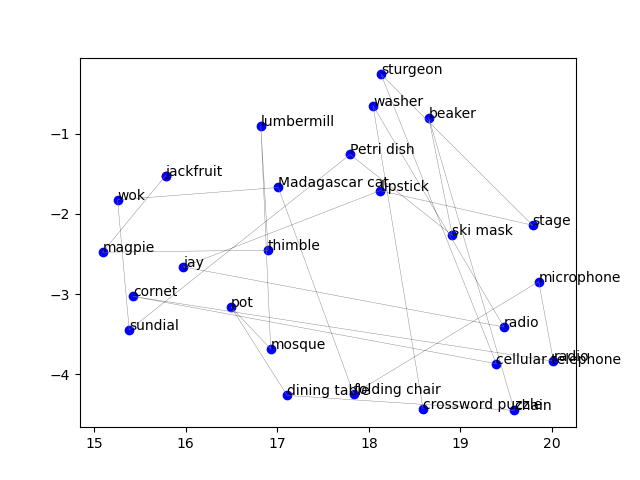 sturgeon
washer
beaker
lumbermill
−1
Petri dish
jackfruit
Madagascar cat
lipstick
wok
−2
stage
ski mask
magpie
thimble
jay
microphone
−3
cornet
pot
sundial
radio
mosque
cellular telephone
radio
−4
dining table
folding chair
crossword puzzle
chain
15 16 17 18 19 20